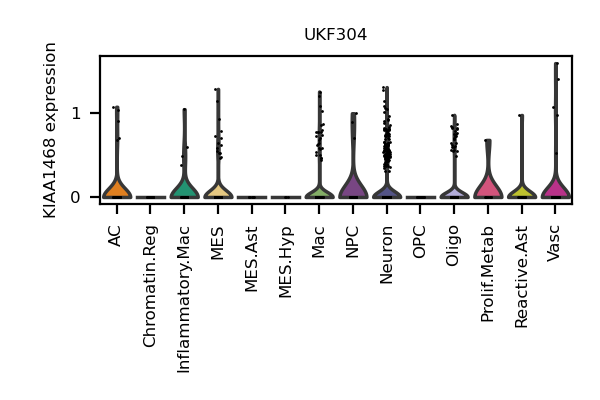 UKF304
KIAA1468 expression
1
0
AC
Chromatin.Reg
Inflammatory.Mac
MES
MES.Ast
MES.Hyp
Mac
NPC
Neuron
OPC
Oligo
Prolif.Metab
Reactive.Ast
Vasc